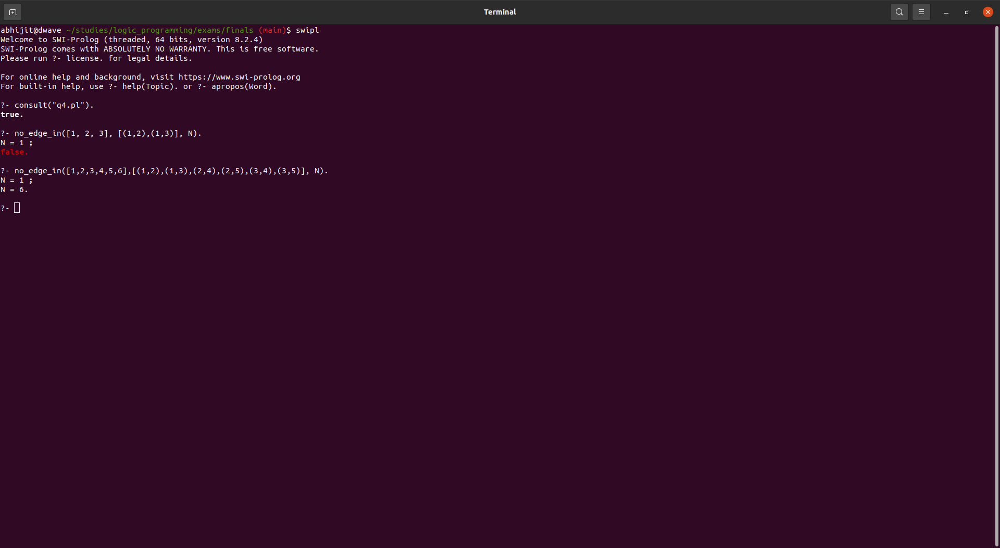 Terminal
abhijit@dwave ~/studies/logic_programming/exams/finals (main)$ swipl
Welcome to SWI-Prolog (threaded, 64 bits, version 8.2.4)
SWI-Prolog comes with ABSOLUTELY NO WARRANTY. This is free software.
Please run ?- license. for legal details.
For online help and background, visit https://www.swi-prolog.org
For built-in help, use ?- help(Topic). or ?- apropos(Word).
?- consult("q4.pl").
true.
?- no_edge_in([1, 2, 3], [(1,2),(1,3)], N).
N = 1 ;
false.
?- no_edge_in([1,2,3,4,5,6],[(1,2),(1,3),(2,4),(2,5),(3,4),(3,5)], N).
N = 1 ;
N = 6.
?-